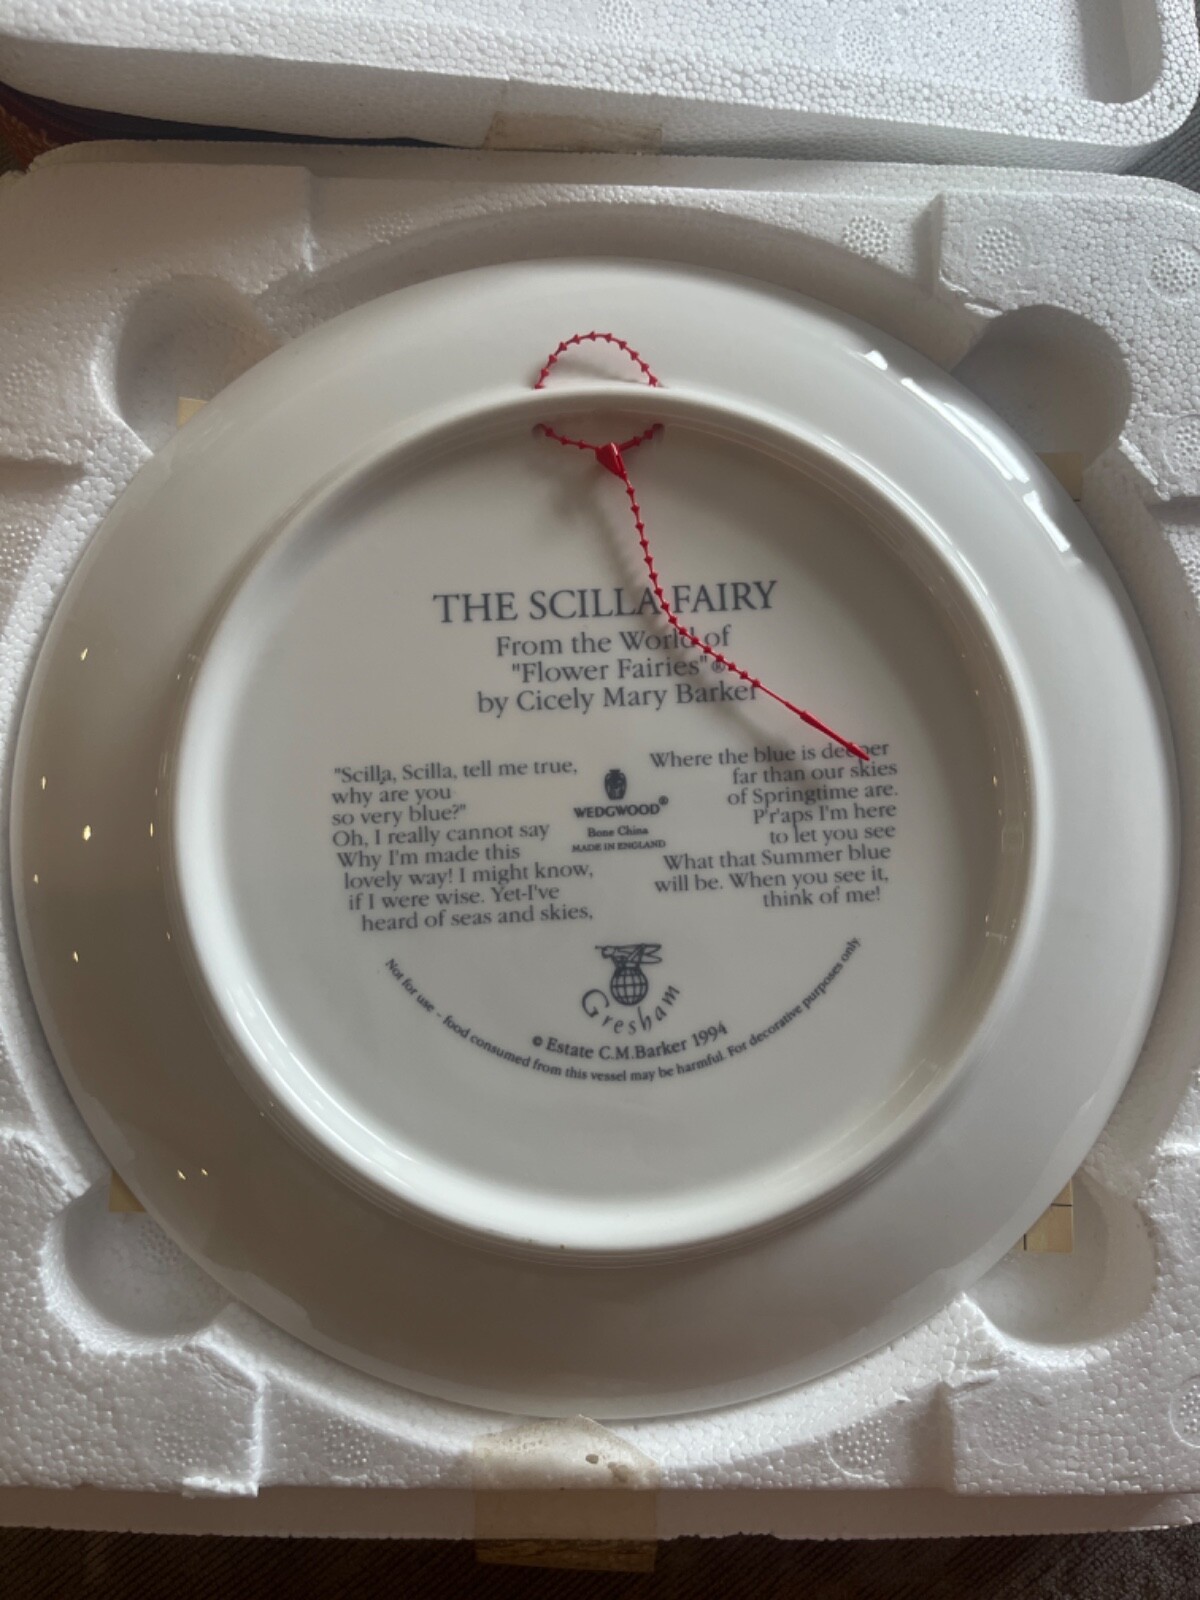 THE SCILLA FAIRY
From the World of
"Flower Fairies"®
by Cicely Mary Barker
"Scilla, Scilla, tell me true,
why are you
so very blue?"
Oh, I really cannot say
Why I'm made this
lovely way! I might know,
if I were wise. Yet-I've
heard of seas and skies,
WEDGWOOD®
Bone China
MADE IN ENGLAND
Where the blue is deeper
far than our skies
of Springtime are.
P'r'aps I'm here
to let you see
What that Summer blue
will be. When you see it,
think of me!
Gresham
© Estate C.M.Barker 1994
Not for use - food consumed from this vessel may be harmful. For decorative purposes only